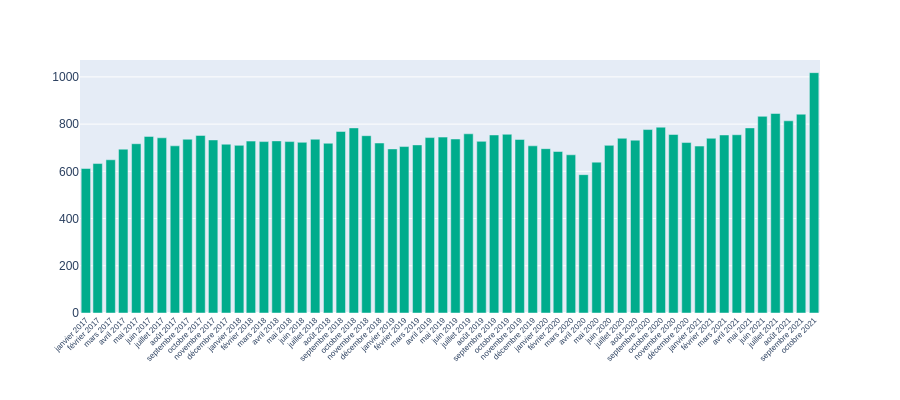 1000
800
600
400
200
0
janvier 2017
février 2017
mars 2017
avril 2017
mai 2017
juin 2017
juillet 2017
août 2017
septembre 2017
octobre 2017
novembre 2017
décembre 2017
janvier 2018
février 2018
mars 2018
avril 2018
mai 2018
juin 2018
juillet 2018
août 2018
septembre 2018
octobre 2018
novembre 2018
décembre 2018
janvier 2019
février 2019
mars 2019
avril 2019
mai 2019
juin 2019
juillet 2019
août 2019
septembre 2019
octobre 2019
novembre 2019
décembre 2019
janvier 2020
février 2020
mars 2020
avril 2020
mai 2020
juin 2020
juillet 2020
août 2020
septembre 2020
octobre 2020
novembre 2020
décembre 2020
janvier 2021
février 2021
mars 2021
avril 2021
mai 2021
juin 2021
juillet 2021
août 2021
septembre 2021
octobre 2021